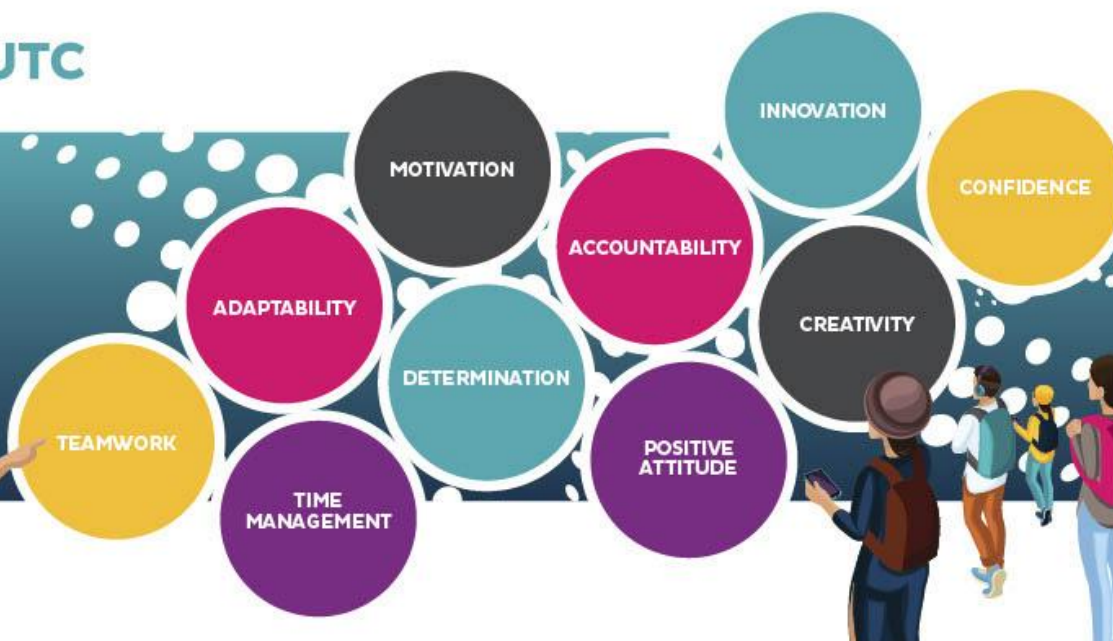 UTC
MOTIVATION
INNOVATION
CONFIDENCE
ADAPTABILITY
ACCOUNTABILITY
DETERMINATION
CREATIVITY
TEAMWORK
TIME
MANAGEMENT
POSITIVE
ATTITUDE